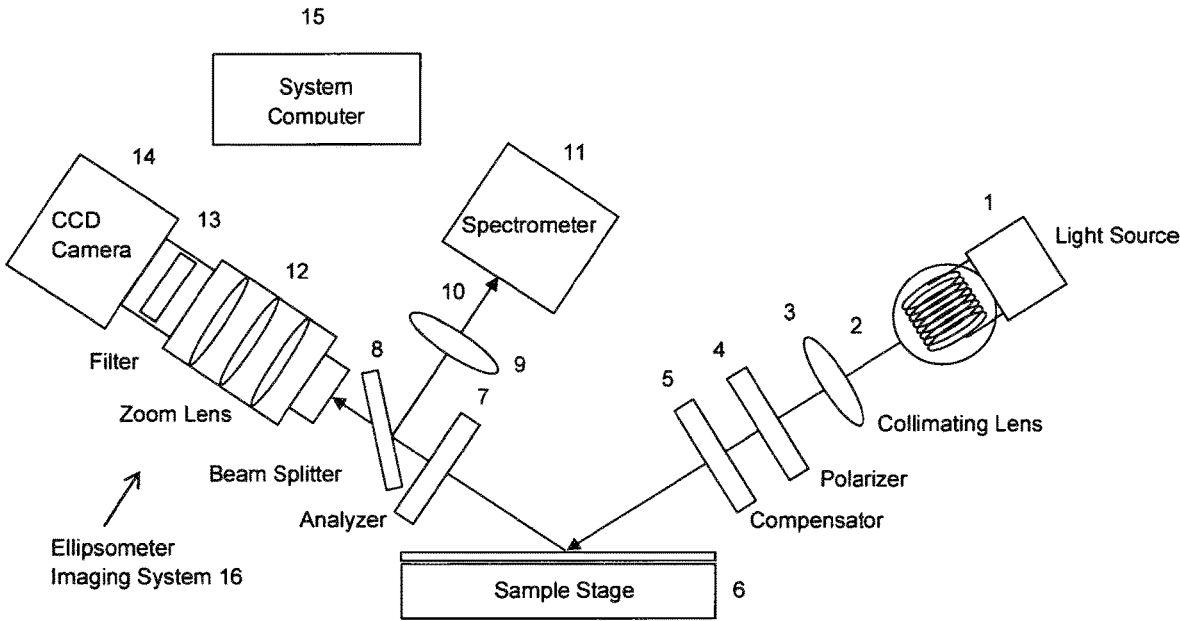 15
System
Computer
14
CCD
Camera
13
12
11
Spectrometer
10
9
8
7
1
Light Source
2
3
4
5
Filter
Zoom Lens
Beam Splitter
Analyzer
Collimating Lens
Polarizer
Compensator
Ellipsometer
Imaging System 16
Sample Stage
6